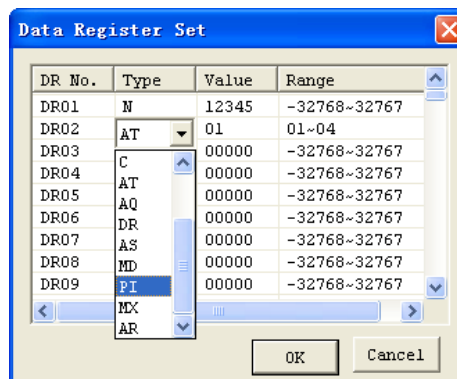 Data Register Set
DR No. Type Value Range
DR01 N 12345 -32768~32767
DR02 AT 01 01~04
DR03 00000 -32768~32767
DR04 00000 -32768~32767
DR05 00000 -32768~32767
DR06 00000 -32768~32767
DR07 00000 -32768~32767
DR08 00000 -32768~32767
DR09 00000 -32768~32767
C
AT
AQ
DR
AS
MD
PI
MX
AR
OK Cancel